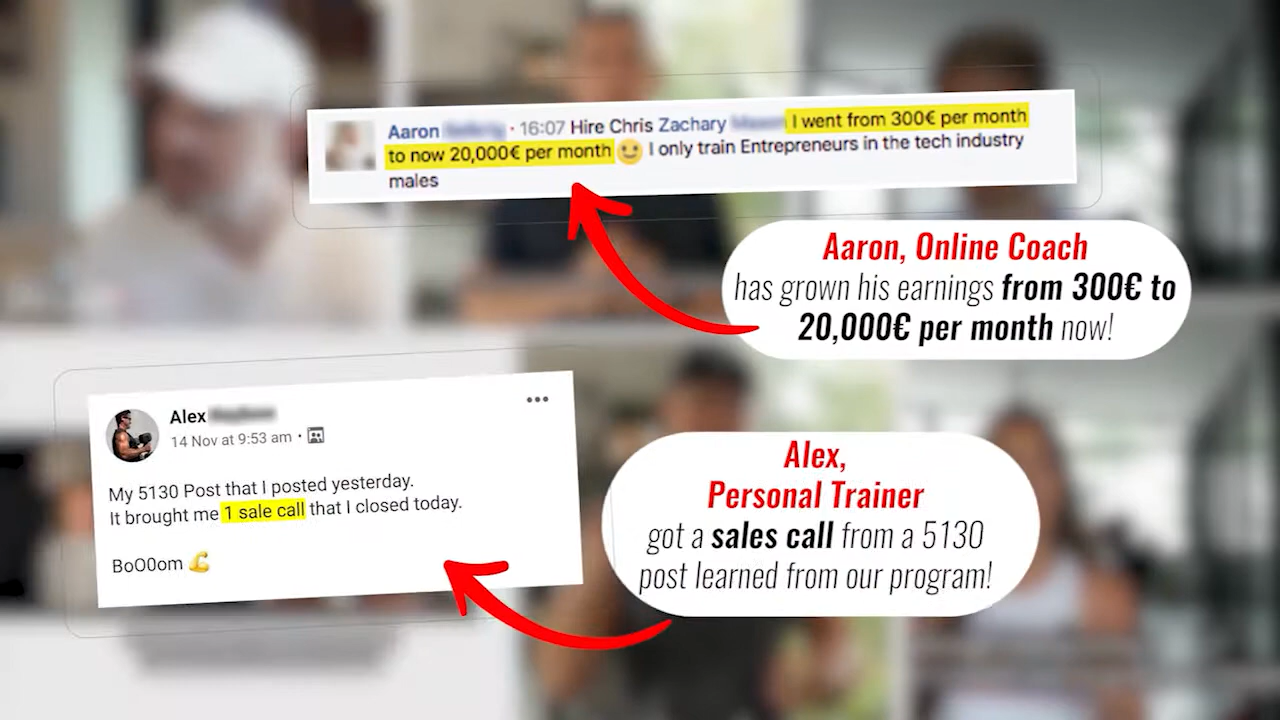 Aaron · 16:07 Hire Chris Zachary I went from 300€ per month
to now 20,000€ per month 😉 I only train Entrepreneurs in the tech industry
males
Aaron, Online Coach
has grown his earnings from 300€ to
20,000€ per month now!
Alex
14 Nov at 9:53 am ·
My 5130 Post that I posted yesterday.
It brought me 1 sale call that I closed today.
BoO0om 💪
Alex,
Personal Trainer
got a sales call from a 5130
post learned from our program!